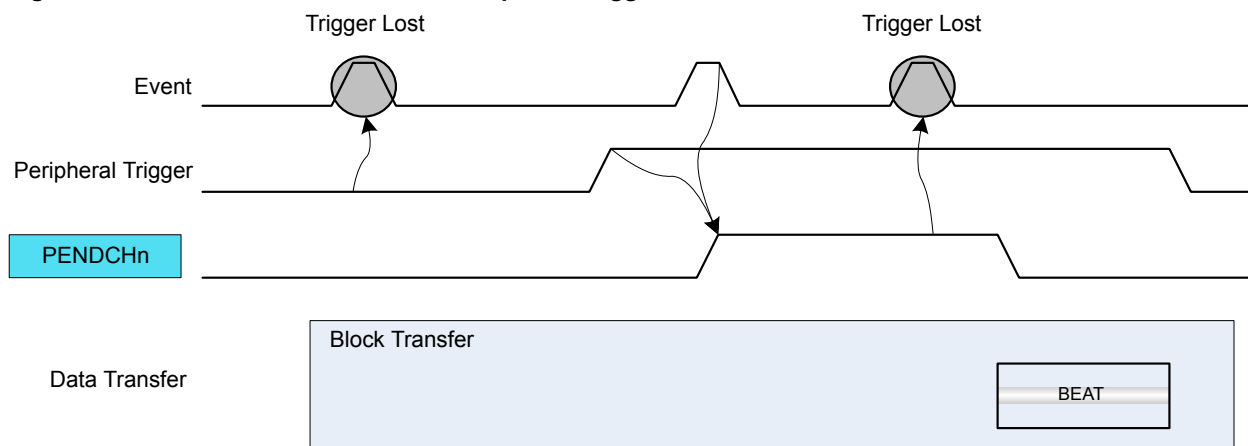 Trigger Lost
Trigger Lost
Event
Peripheral Trigger
PENDCHn
Block Transfer
Data Transfer
BEAT